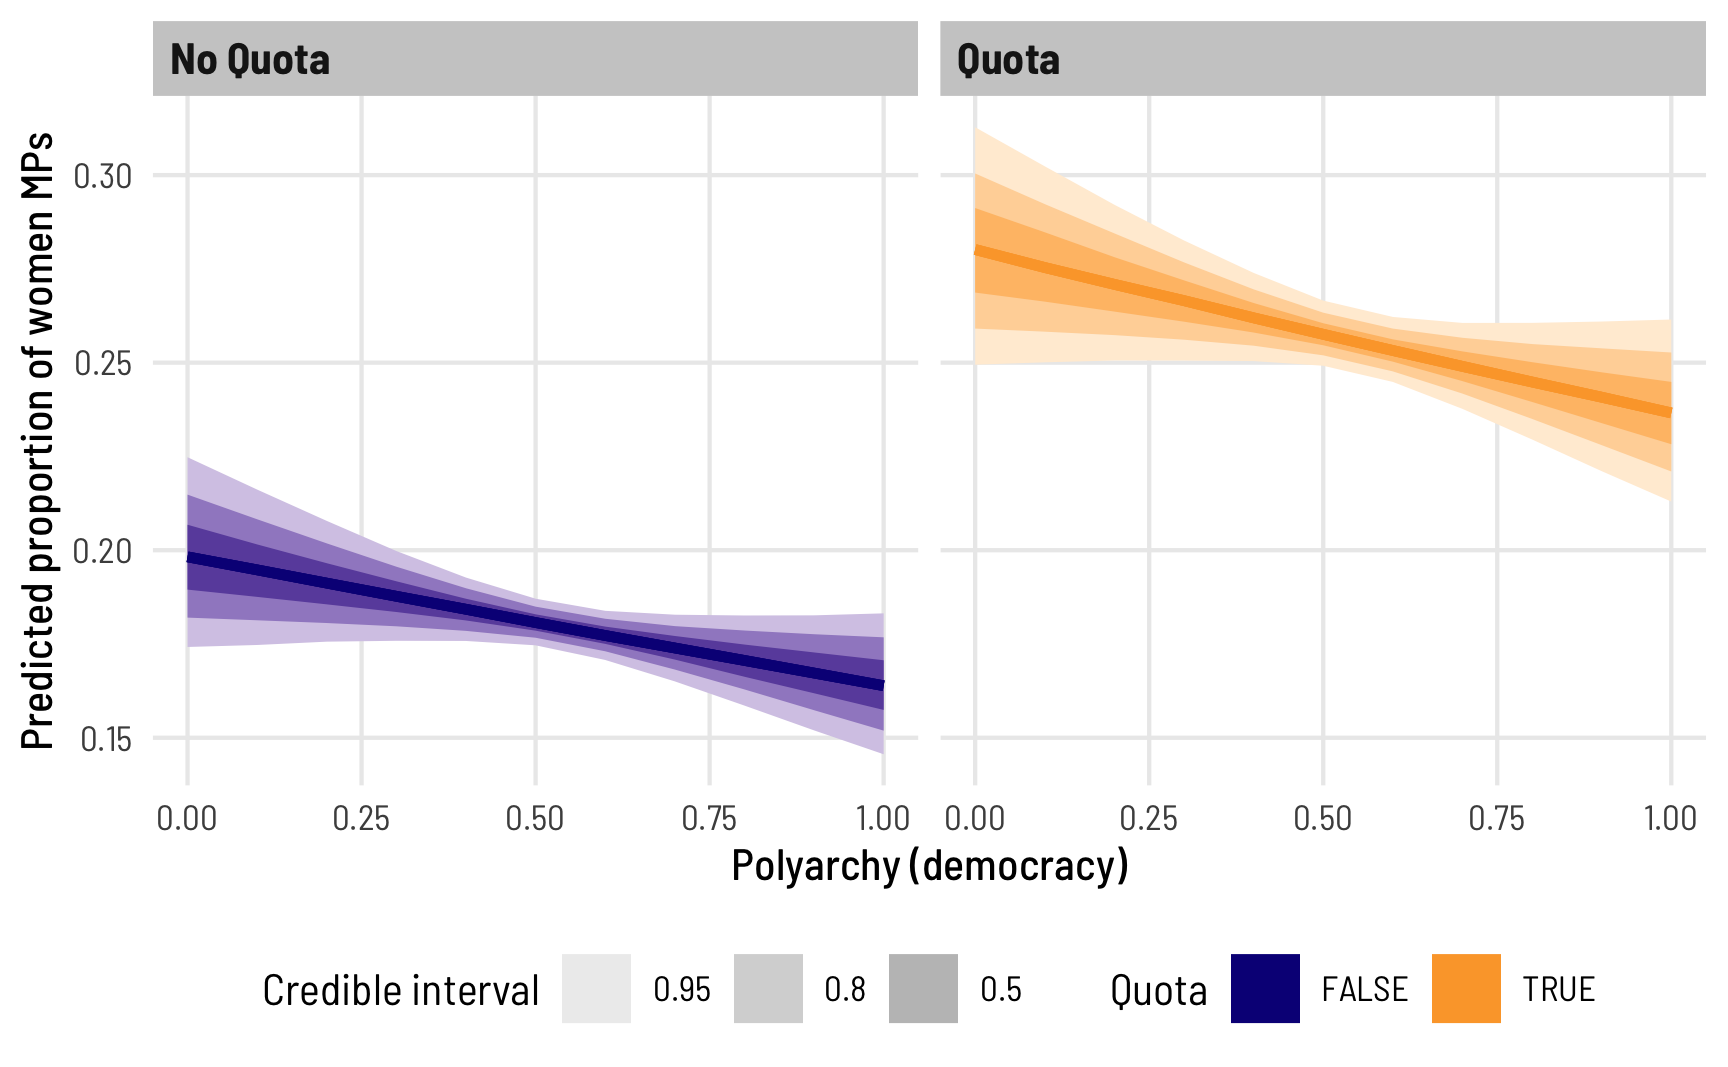 No Quota
Quota
Predicted proportion of women MPs
0.30
0.25
0.20
0.15
0.00 0.25 0.50 0.75 1.00
0.00 0.25 0.50 0.75 1.00
Polyarchy (democracy)
Credible interval 0.95 0.8 0.5
Quota FALSE TRUE